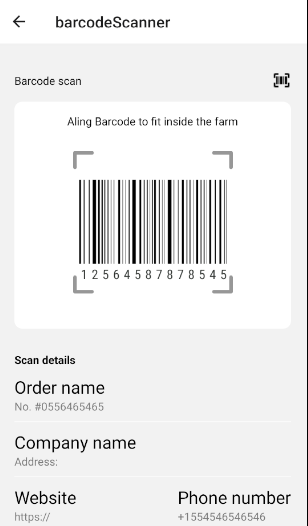 barcodeScanner
Barcode scan
Aling Barcode to fit inside the farm
1 2 5 6 4 5 8 7 8 7 8 5 4 5
Scan details
Order name
No. #0556465465
Company name
Address:
Website Phone number
https:// +1554546546546